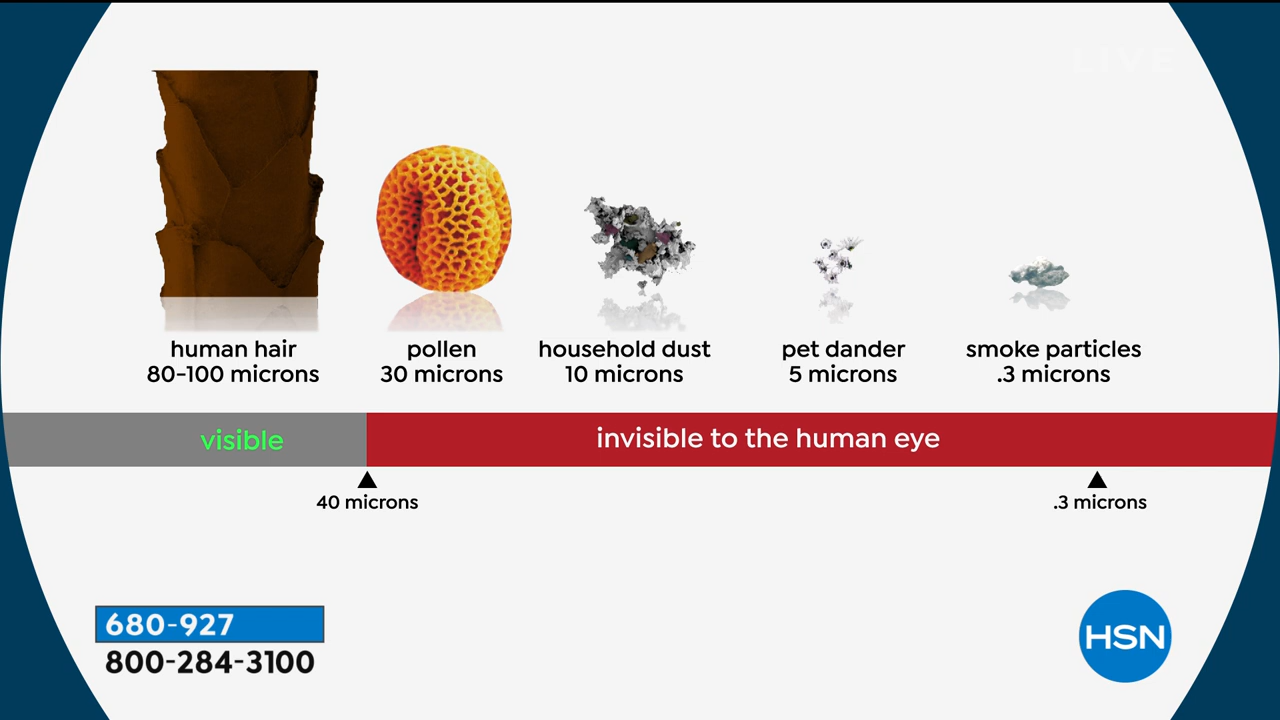 LIVE
human hair
80-100 microns
pollen
30 microns
household dust
10 microns
pet dander
5 microns
smoke particles
.3 microns
visible
invisible to the human eye
40 microns
.3 microns
680-927
800-284-3100
HSN